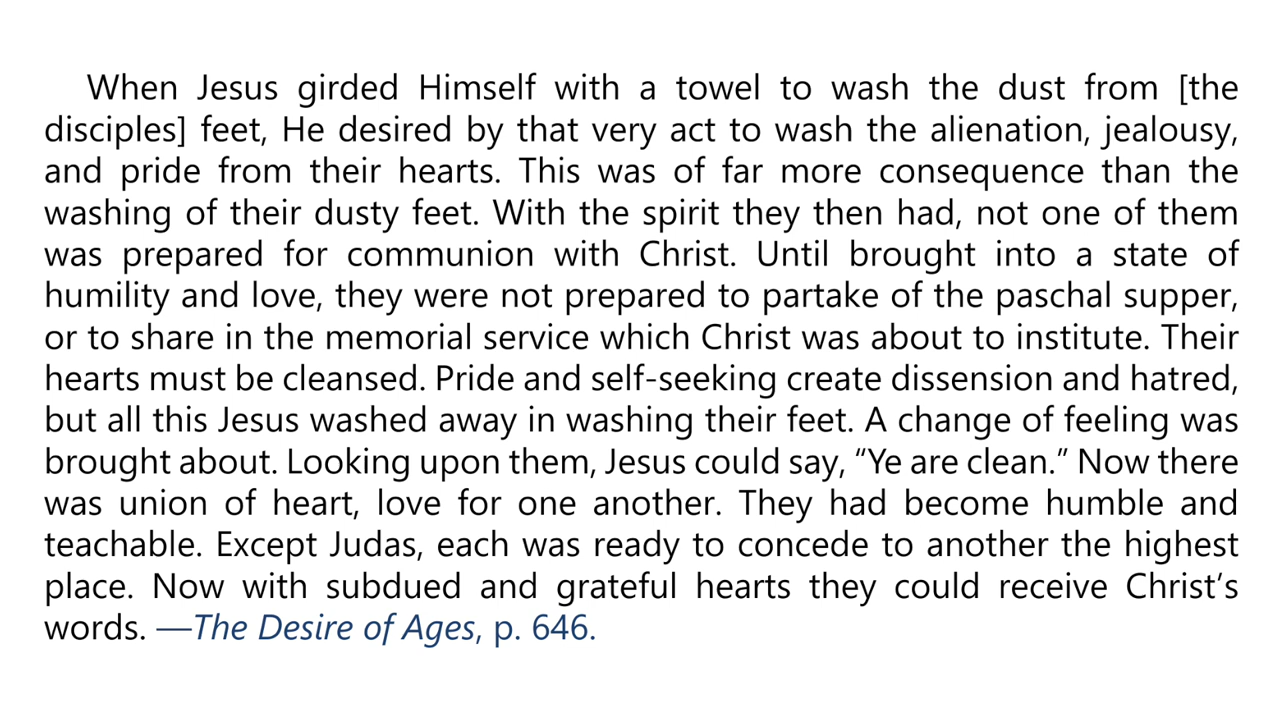 When Jesus girded Himself with a towel to wash the dust from [the
disciples] feet, He desired by that very act to wash the alienation, jealousy,
and pride from their hearts. This was of far more consequence than the
washing of their dusty feet. With the spirit they then had, not one of them
was prepared for communion with Christ. Until brought into a state of
humility and love, they were not prepared to partake of the paschal supper,
or to share in the memorial service which Christ was about to institute. Their
hearts must be cleansed. Pride and self-seeking create dissension and hatred,
but all this Jesus washed away in washing their feet. A change of feeling was
brought about. Looking upon them, Jesus could say, “Ye are clean.” Now there
was union of heart, love for one another. They had become humble and
teachable. Except Judas, each was ready to concede to another the highest
place. Now with subdued and grateful hearts they could receive Christ’s
words. —The Desire of Ages, p. 646.